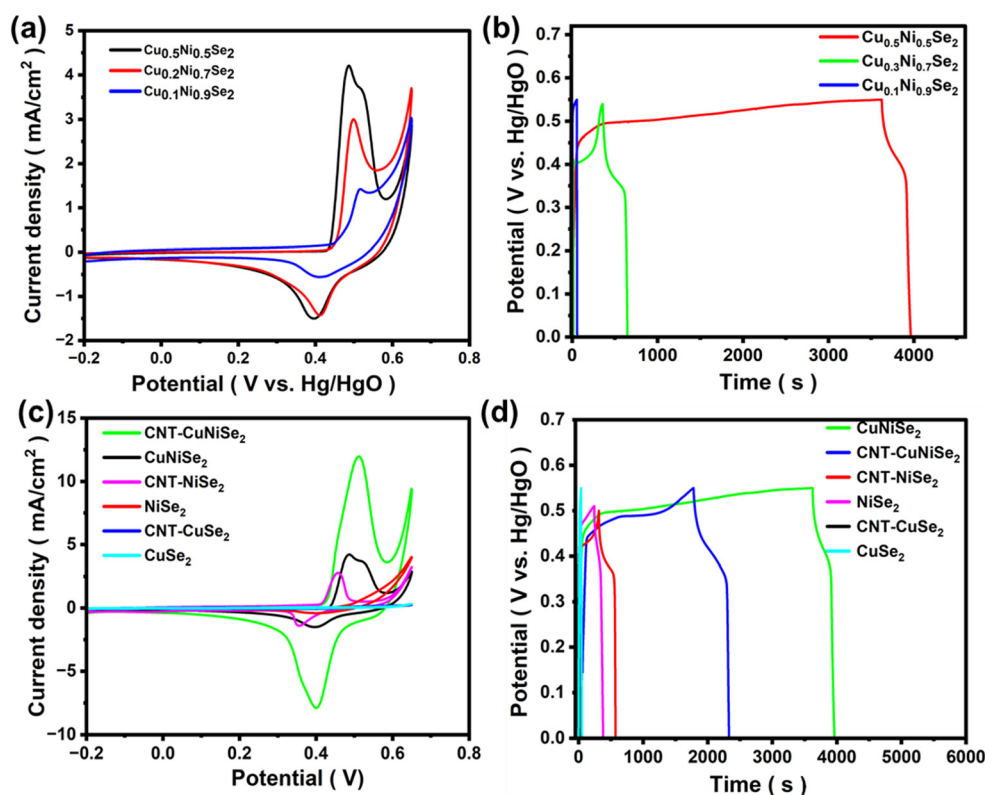 (a)
Current density ( mA/cm²)
5
4
3
2
1
0
−1
−2
Cu₀.₅Ni₀.₅Se₂
Cu₀.₂Ni₀.₇Se₂
Cu₀.₁Ni₀.₉Se₂
−0.2 0.0 0.2 0.4 0.6 0.8
Potential ( V vs. Hg/HgO )
(b)
Potential ( V vs. Hg/HgO)
0.7
0.6
0.5
0.4
0.3
0.2
0.1
0.0
Cu₀.₅Ni₀.₅Se₂
Cu₀.₃Ni₀.₇Se₂
Cu₀.₁Ni₀.₉Se₂
0 1000 2000 3000 4000
Time ( s )
(c)
Current density ( mA/cm²)
15
10
5
0
−5
−10
CNT-CuNiSe₂
CuNiSe₂
CNT-NiSe₂
NiSe₂
CNT-CuSe₂
CuSe₂
−0.2 0.0 0.2 0.4 0.6 0.8
Potential ( V )
(d)
Potential ( V vs. Hg/HgO)
0.7
0.6
0.5
0.4
0.3
0.2
0.1
0.0
CuNiSe₂
CNT-CuNiSe₂
CNT-NiSe₂
NiSe₂
CNT-CuSe₂
CuSe₂
0 1000 2000 3000 4000 5000 6000
Time ( s )